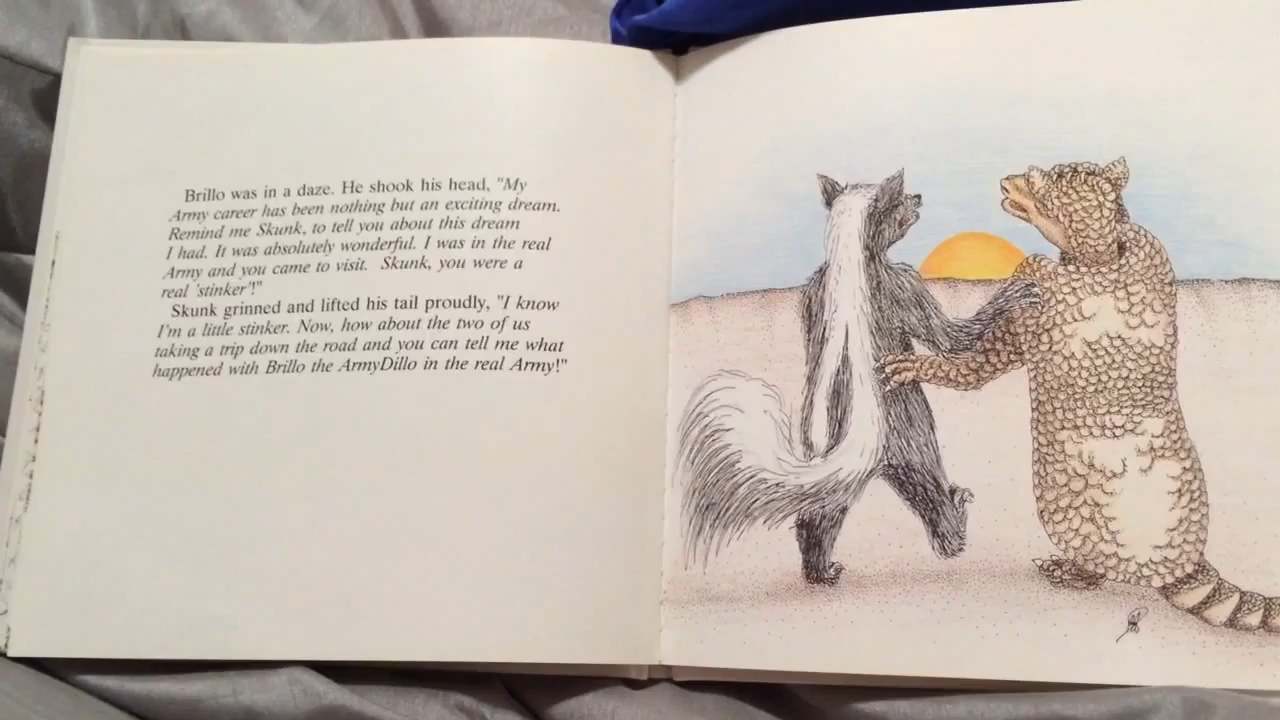 Brillo was in a daze. He shook his head, "My
Army career has been nothing but an exciting dream.
Remind me Skunk, to tell you about this dream
I had. It was absolutely wonderful. I was in the real
Army and you came to visit. Skunk, you were a
real 'stinker'!"
Skunk grinned and lifted his tail proudly, "I know
I'm a little stinker. Now, how about the two of us
taking a trip down the road and you can tell me what
happened with Brillo the ArmyDillo in the real Army!"